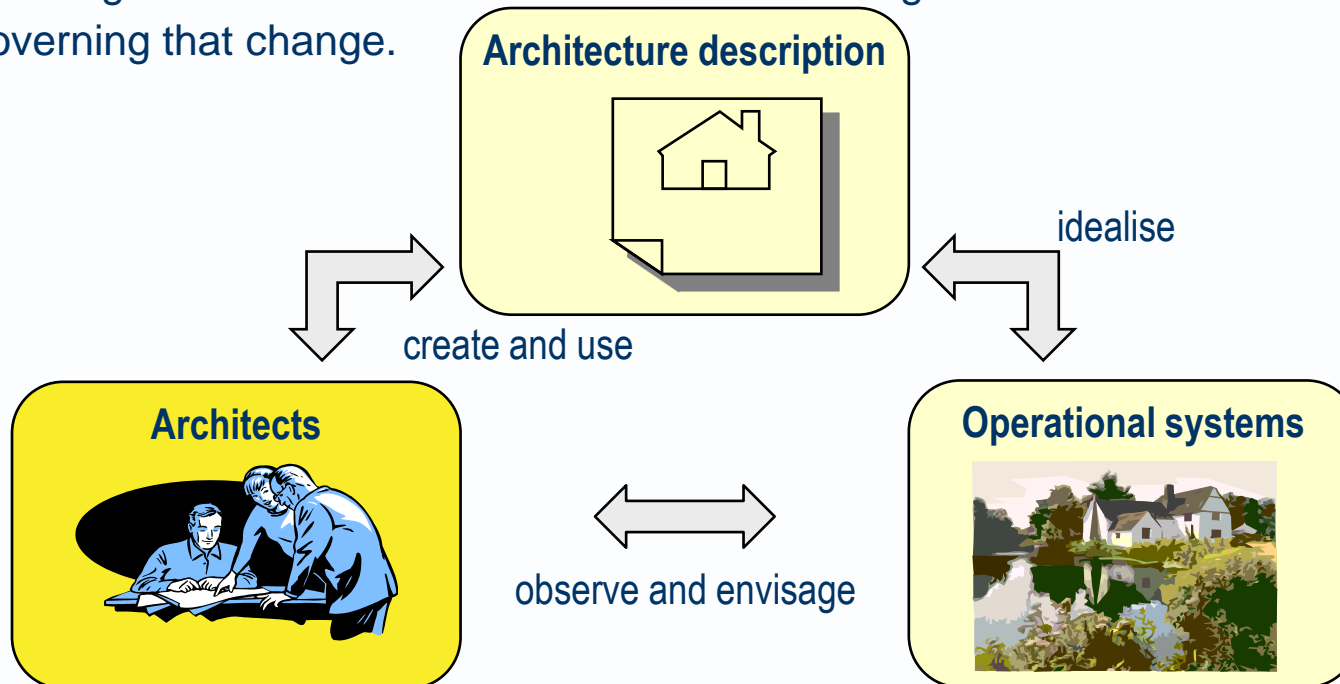 overning that change.
Architecture description
idealise
create and use
Architects
Operational systems
observe and envisage